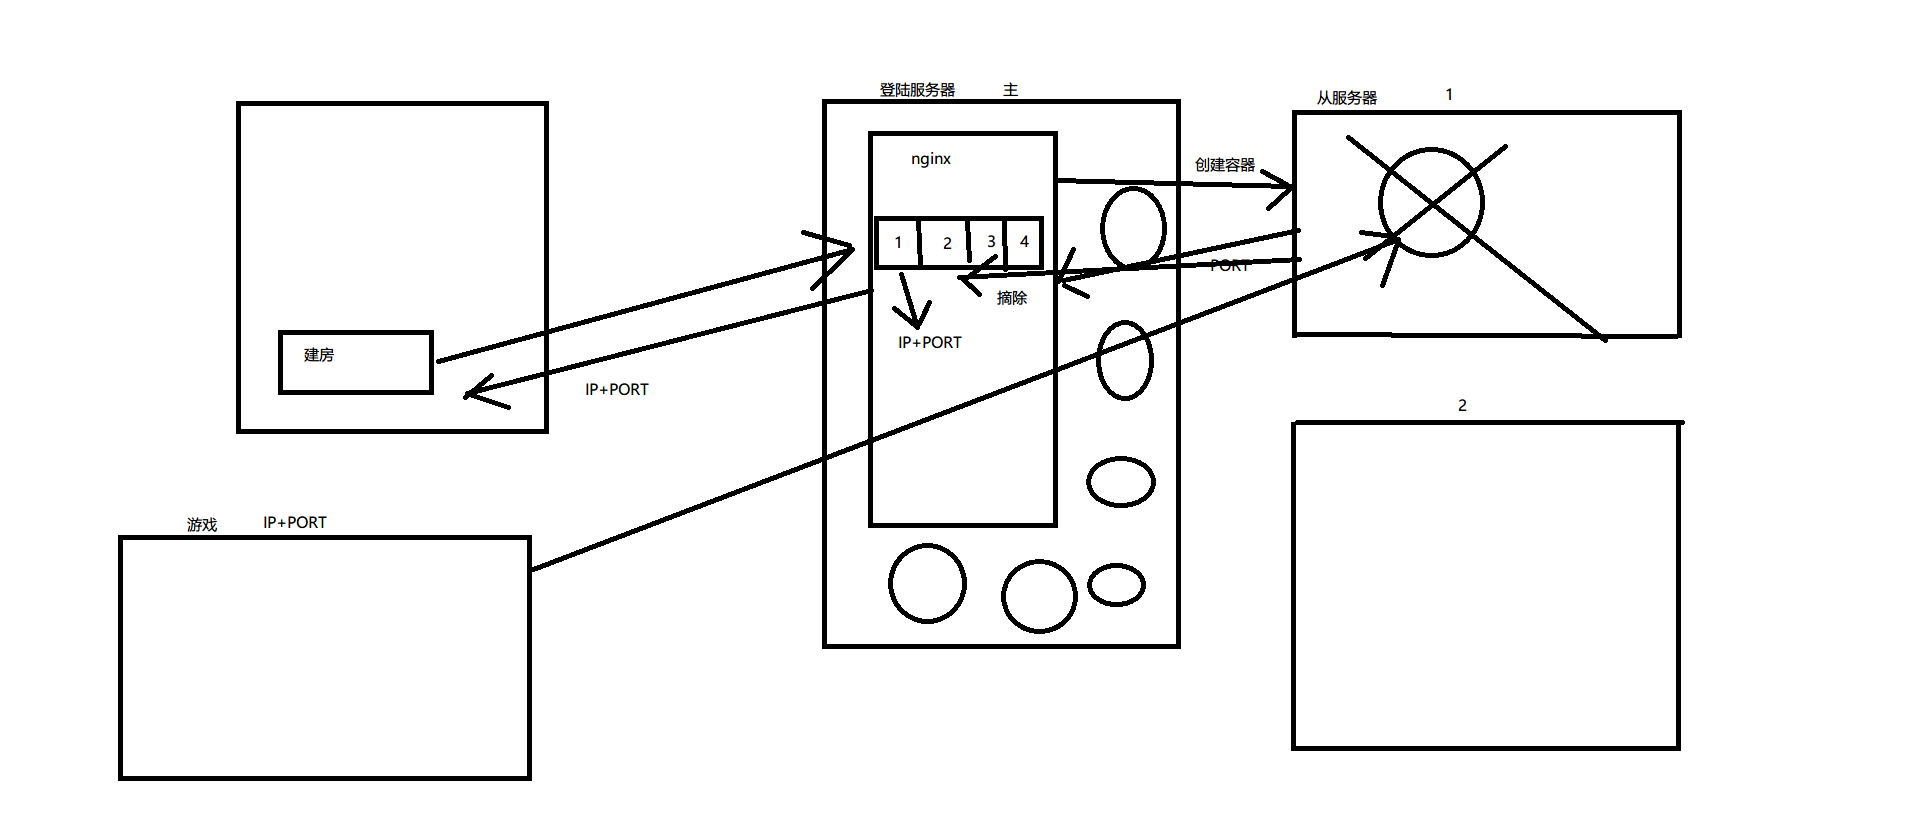 登陆服务器 主
从服务器 1
nginx
创建容器
1 2 3 4
PORT
摘除
IP+PORT
建房
IP+PORT
2
游戏 IP+PORT